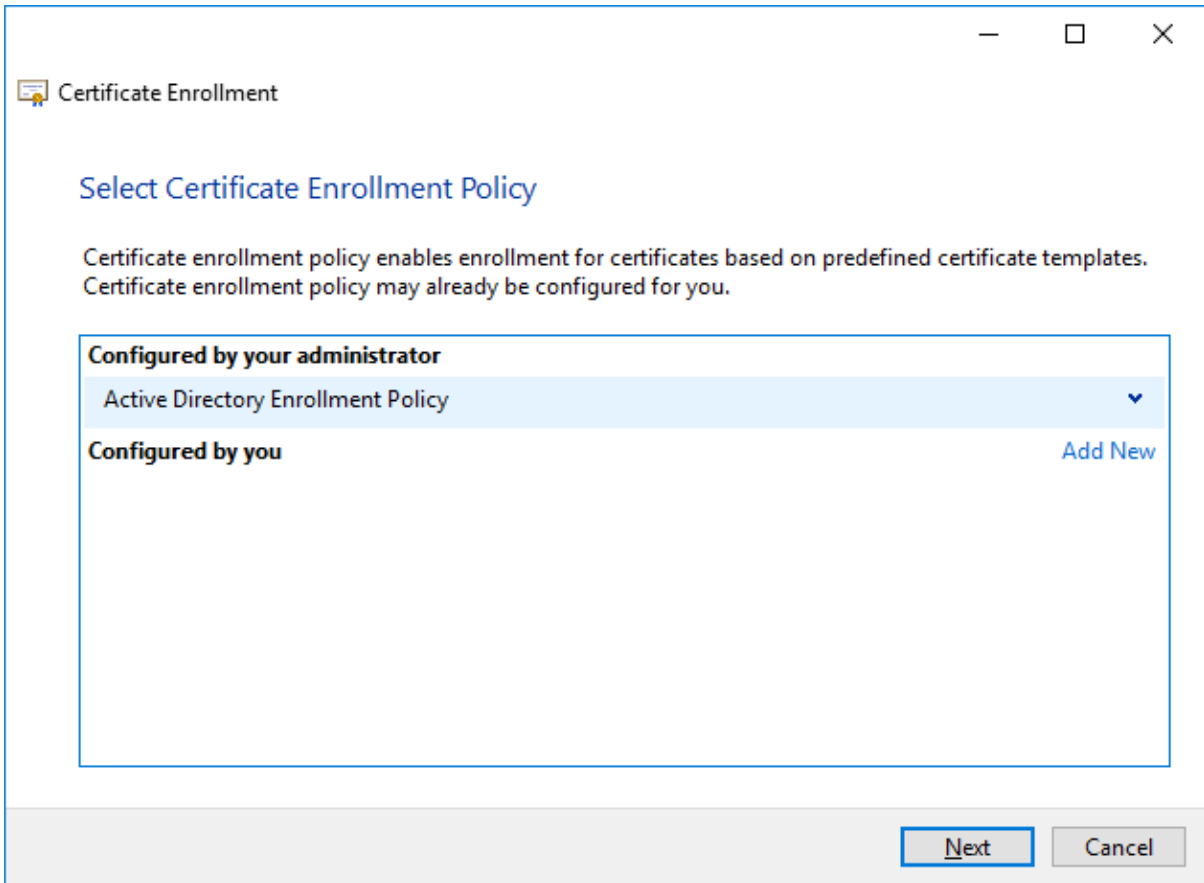 Certificate Enrollment
Select Certificate Enrollment Policy
Certificate enrollment policy enables enrollment for certificates based on predefined certificate templates.
Certificate enrollment policy may already be configured for you.
Configured by your administrator
Active Directory Enrollment Policy
Configured by you Add New
Next Cancel